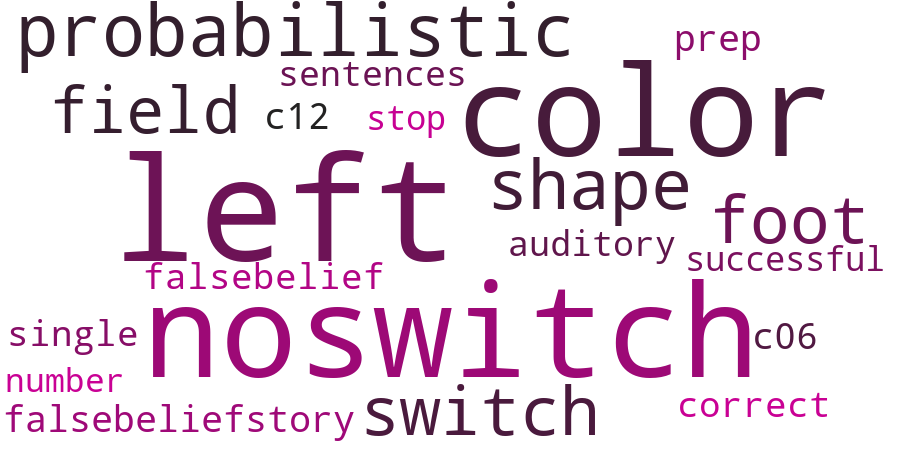 probabilistic
prep
sentences
color
field
c12
stop
left
shape
foot
auditory
successful
falsebelief
noswitch
single
c06
number
switch
correct
falsebeliefstory